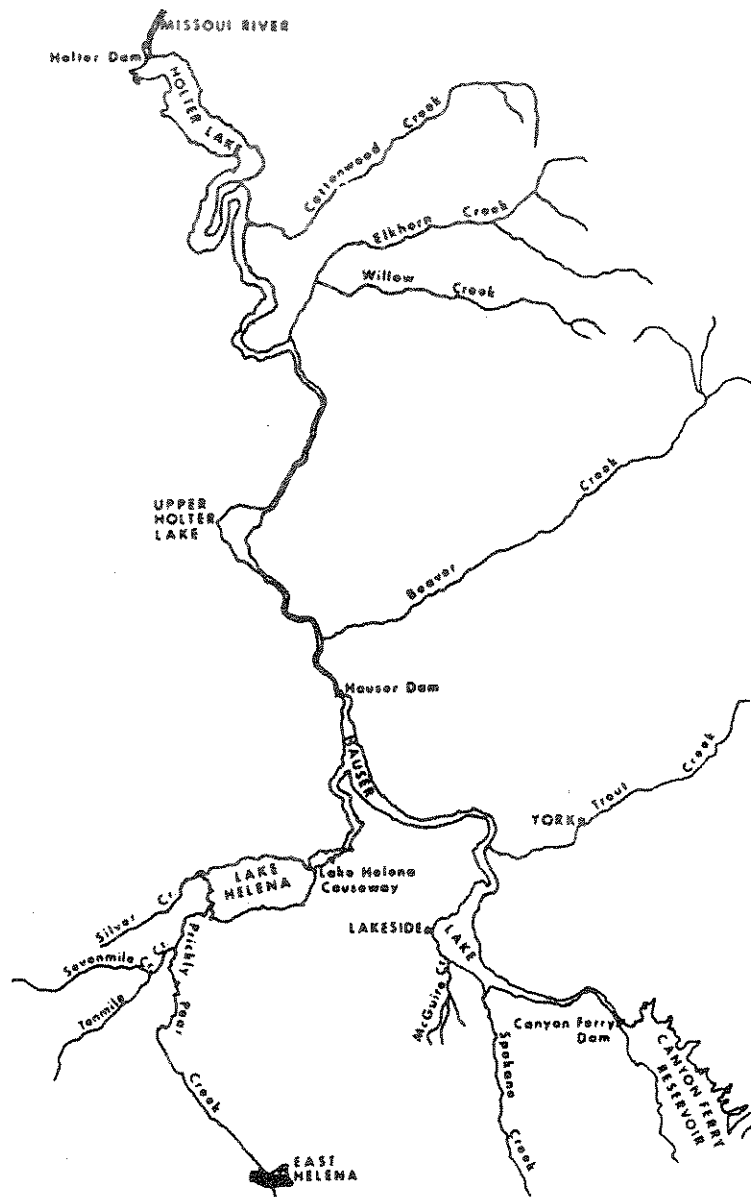 MISSOUI RIVER
Holter Dam
HOLTER LAKE
Cottonwood Creek
Elkhorn Creek
Willow Creek
UPPER
HOLTER
LAKE
Beaver Creek
Hauser Dam
HAUSER
Trout Creek
YORK
LAKE
HELENA
Lake Helena
Causeway
Silver Cr.
LAKESIDE
LAKE
Sevenmile Cr.
Tenmile Cr.
Prickly Pear Creek
McGuire Cr.
Spokane Creek
Canyon Ferry
Dam
CANYON FERRY
RESERVOIR
EAST
HELENA